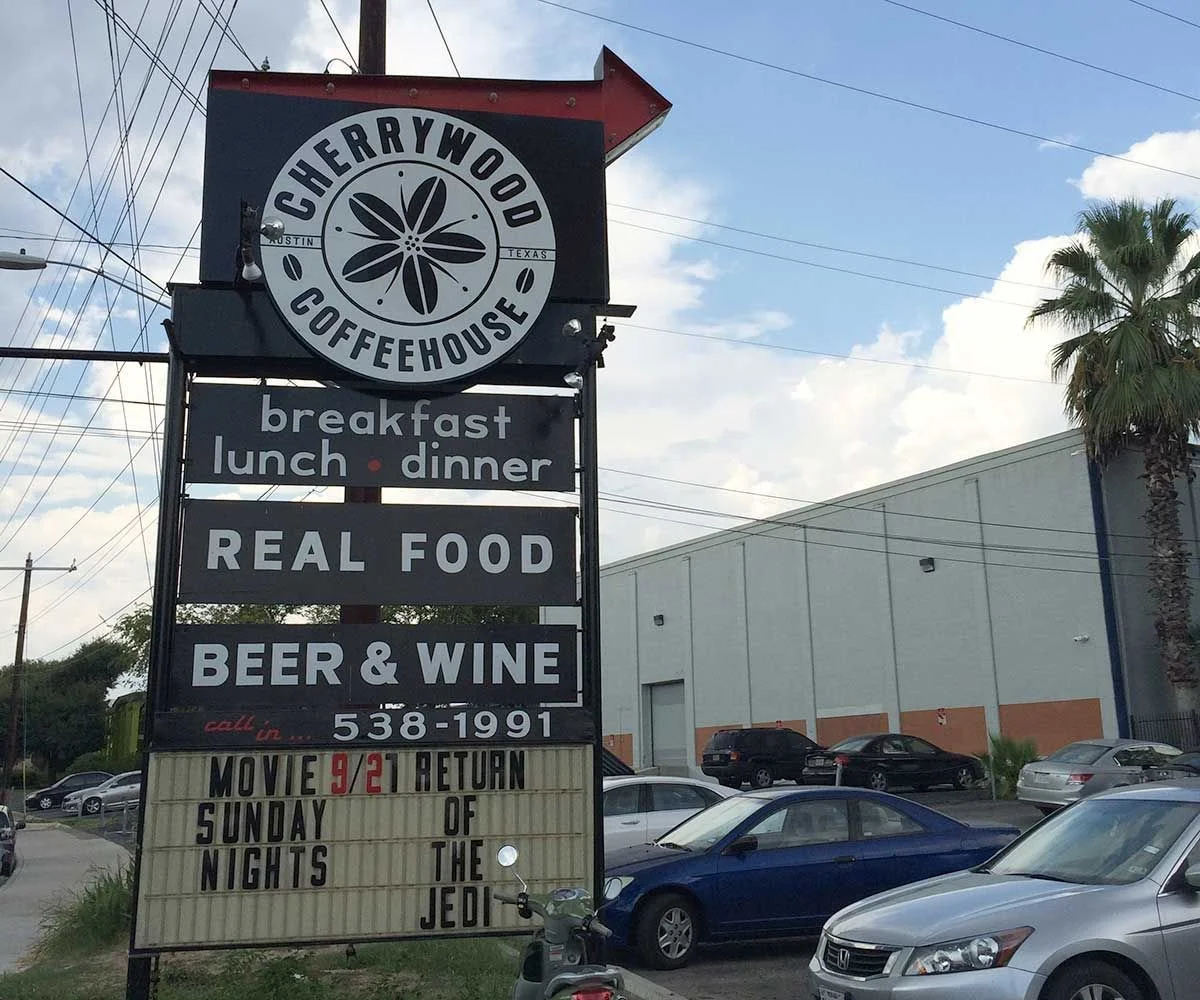 CHERRYWOOD
AUSTIN TEXAS
COFFEEHOUSE
breakfast
lunch • dinner
REAL FOOD
BEER & WINE
call in... 538-1991
MOVIE 9/27 RETURN
SUNDAY OF
NIGHTS THE
JEDI